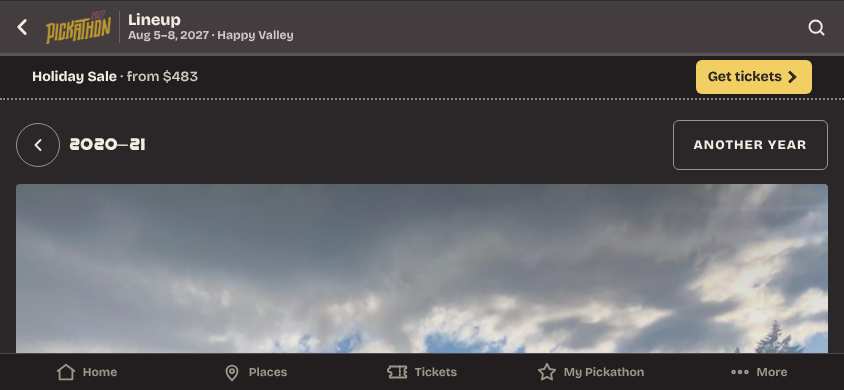 PICKATHON
Lineup
Aug 5–8, 2027 · Happy Valley
Holiday Sale · from $483
Get tickets
2020–21
ANOTHER YEAR
Home
Places
Tickets
My Pickathon
More